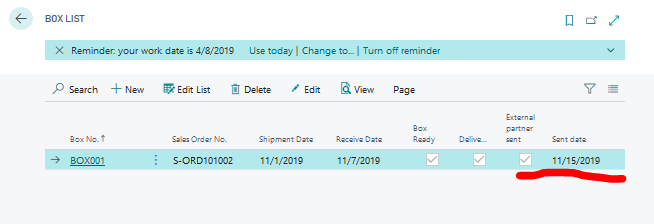 BOX LIST
Reminder: your work date is 4/8/2019 Use today | Change to... | Turn off reminder
Search New Edit List Delete Edit View Page
Box No. ↑ Sales Order No. Shipment Date Receive Date Box Ready Delive... External partner sent Sent date
BOX001 S-ORD101002 11/1/2019 11/7/2019 11/15/2019